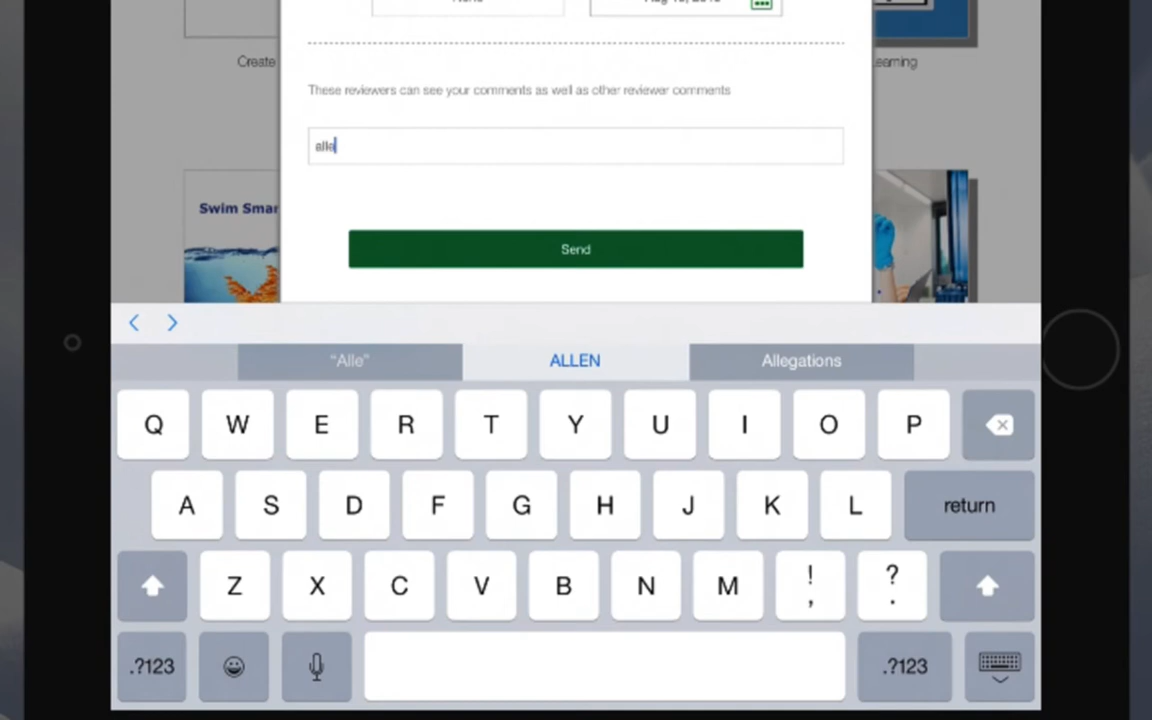 Create
earning
These reviewers can see your comments as well as other reviewer comments
alle
Swim Smar
Send
"Alle" ALLEN Allegations
Q W E R T Y U I O P
A S D F G H J K L return
Z X C V B N M ! , ? .
.?123 .?123